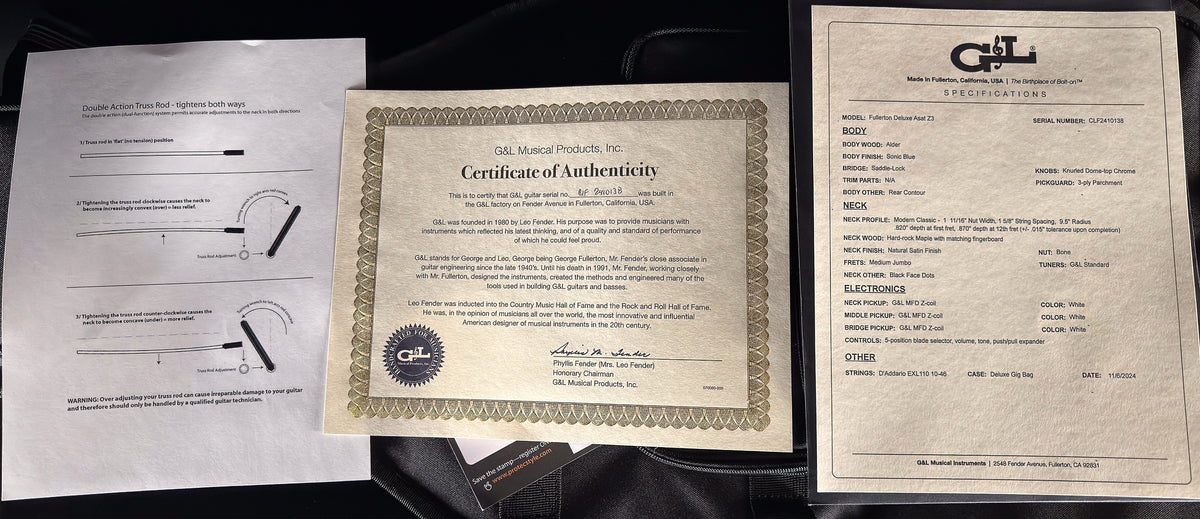 Double Action Truss Rod - tightens both ways
The double action (dual-function) system permits accurate adjustments to the neck in both directions
1/ Truss rod in 'flat' (no tension) position
2/ Tightening the truss rod clockwise causes the neck to
become increasingly convex (over) = less relief.
Truss Rod Adjustment
3/ Tightening the truss rod counter-clockwise causes the
neck to become concave (under) = more relief.
Truss Rod Adjustment
WARNING: Over adjusting your truss rod can cause irreparable damage to your guitar
and therefore should only be handled by a qualified guitar technician.
G&L Musical Products, Inc.
Certificate of Authenticity
This is to certify that G&L guitar serial no. CLF 2410138 was built in
the G&L factory on Fender Avenue in Fullerton, California, USA.
G&L was founded in 1980 by Leo Fender. His purpose was to provide musicians with
instruments which reflected his latest thinking, and of a quality and standard of performance
of which he could feel proud.
G&L stands for George and Leo, George being George Fullerton, Mr. Fender's close associate in
guitar engineering since the late 1940's. Until his death in 1991, Mr. Fender, working closely
with Mr. Fullerton, designed the instruments, created the methods and engineered many of the
tools used in building G&L guitars and basses.
Leo Fender was inducted into the Country Music Hall of Fame and the Rock and Roll Hall of Fame.
He was, in the opinion of musicians all over the world, the most innovative and influential
American designer of musical instruments in the 20th century.
G&L
Musical Products, Inc.
Phyllis M. Fender
Phyllis Fender (Mrs. Leo Fender)
Honorary Chairman
G&L Musical Products, Inc.
Save the stamp—register on
www.protecstyle.com
G&L®
Made in Fullerton, California, USA | The Birthplace of Bolt-on™
SPECIFICATIONS
MODEL: Fullerton Deluxe Asat Z3 SERIAL NUMBER: CLF2410138
BODY
BODY WOOD: Alder
BODY FINISH: Sonic Blue
BRIDGE: Saddle-Lock KNOBS: Knurled Dome-top Chrome
TRIM PARTS: N/A PICKGUARD: 3-ply Parchment
BODY OTHER: Rear Contour
NECK
NECK PROFILE: Modern Classic - 1 11/16" Nut Width, 1 5/8" String Spacing, 9.5" Radius
.820" depth at first fret, .870" depth at 12th fret (+/- .015" tolerance upon completion)
NECK WOOD: Hard-rock Maple with matching fingerboard
NECK FINISH: Natural Satin Finish NUT: Bone
FRETS: Medium Jumbo TUNERS: G&L Standard
NECK OTHER: Black Face Dots
ELECTRONICS
NECK PICKUP: G&L MFD Z-coil COLOR: White
MIDDLE PICKUP: G&L MFD Z-coil COLOR: White
BRIDGE PICKUP: G&L MFD Z-coil COLOR: White
CONTROLS: 5-position blade selector, volume, tone, push/pull expander
OTHER
STRINGS: D'Addario EXL110 10-46 CASE: Deluxe Gig Bag DATE: 11/6/2024
G&L Musical Instruments | 2548 Fender Avenue, Fullerton, CA 92831